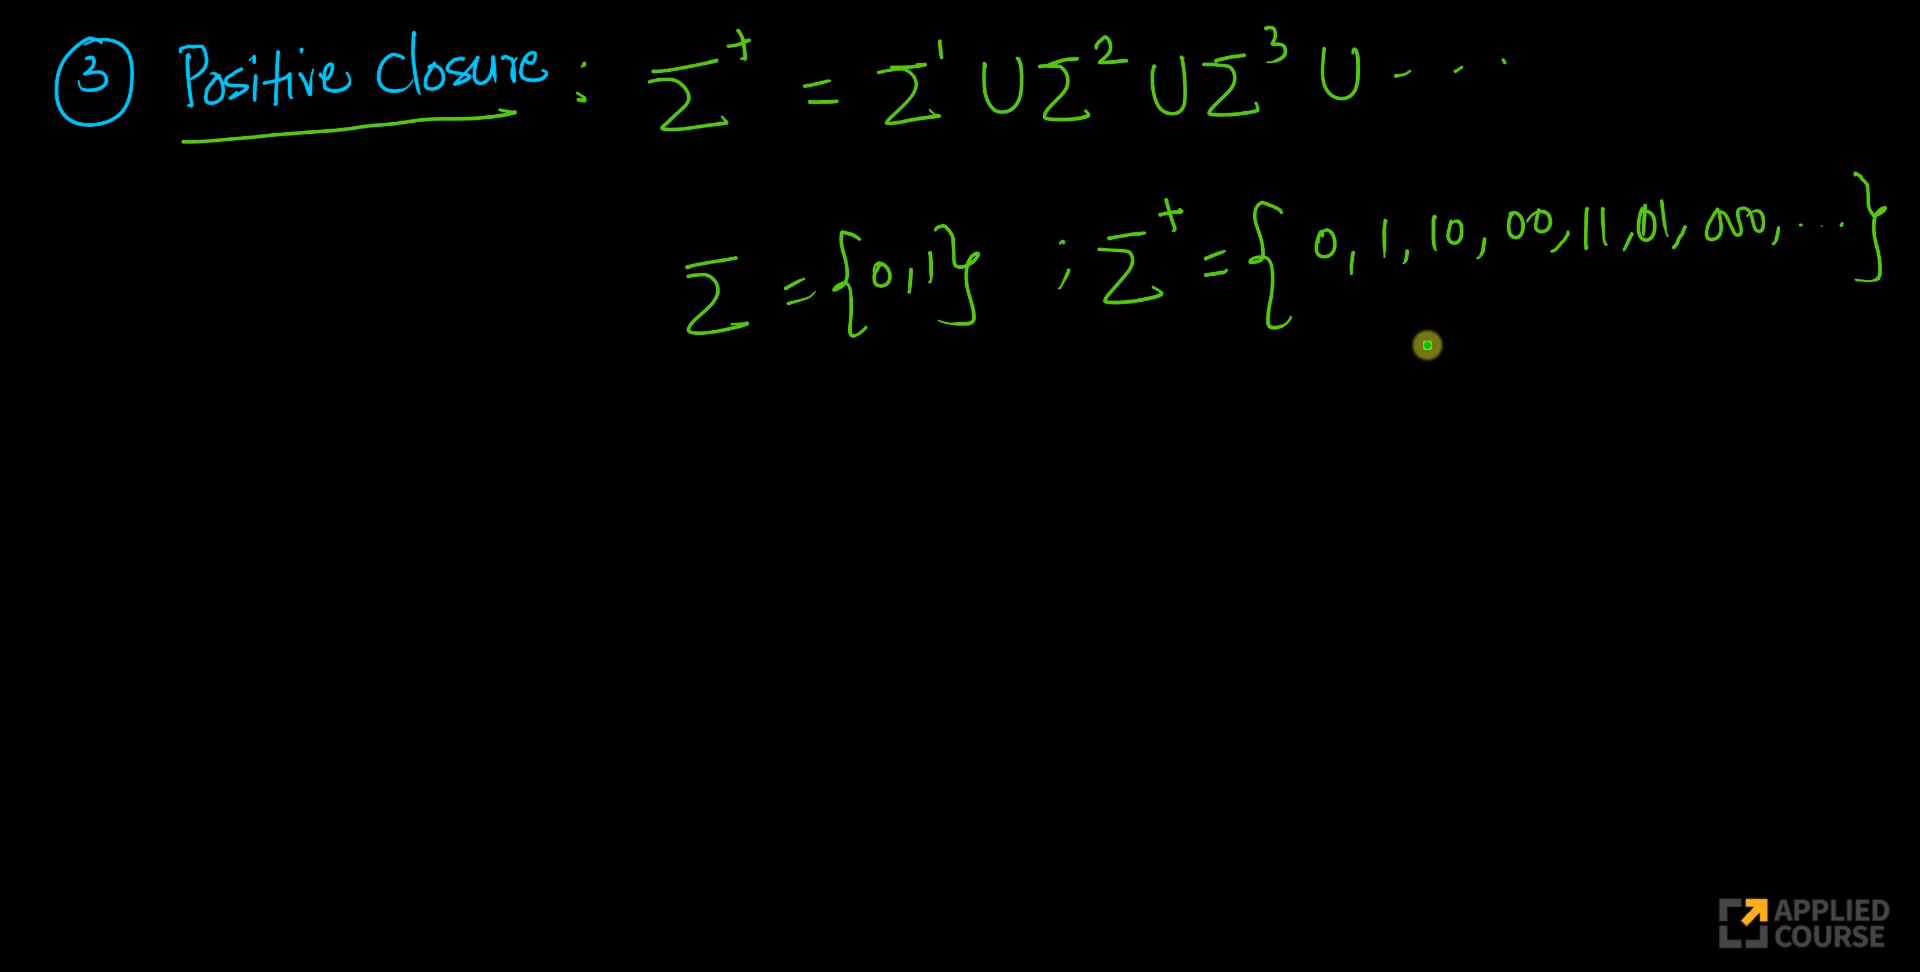 ③ Positive Closure : Σ⁺ = Σ¹ U Σ² U Σ³ U - - - .
Σ = {0,1} ; Σ⁺ = { 0, 1, 10, 00, 11, 01, 000, .... }
APPLIED
COURSE